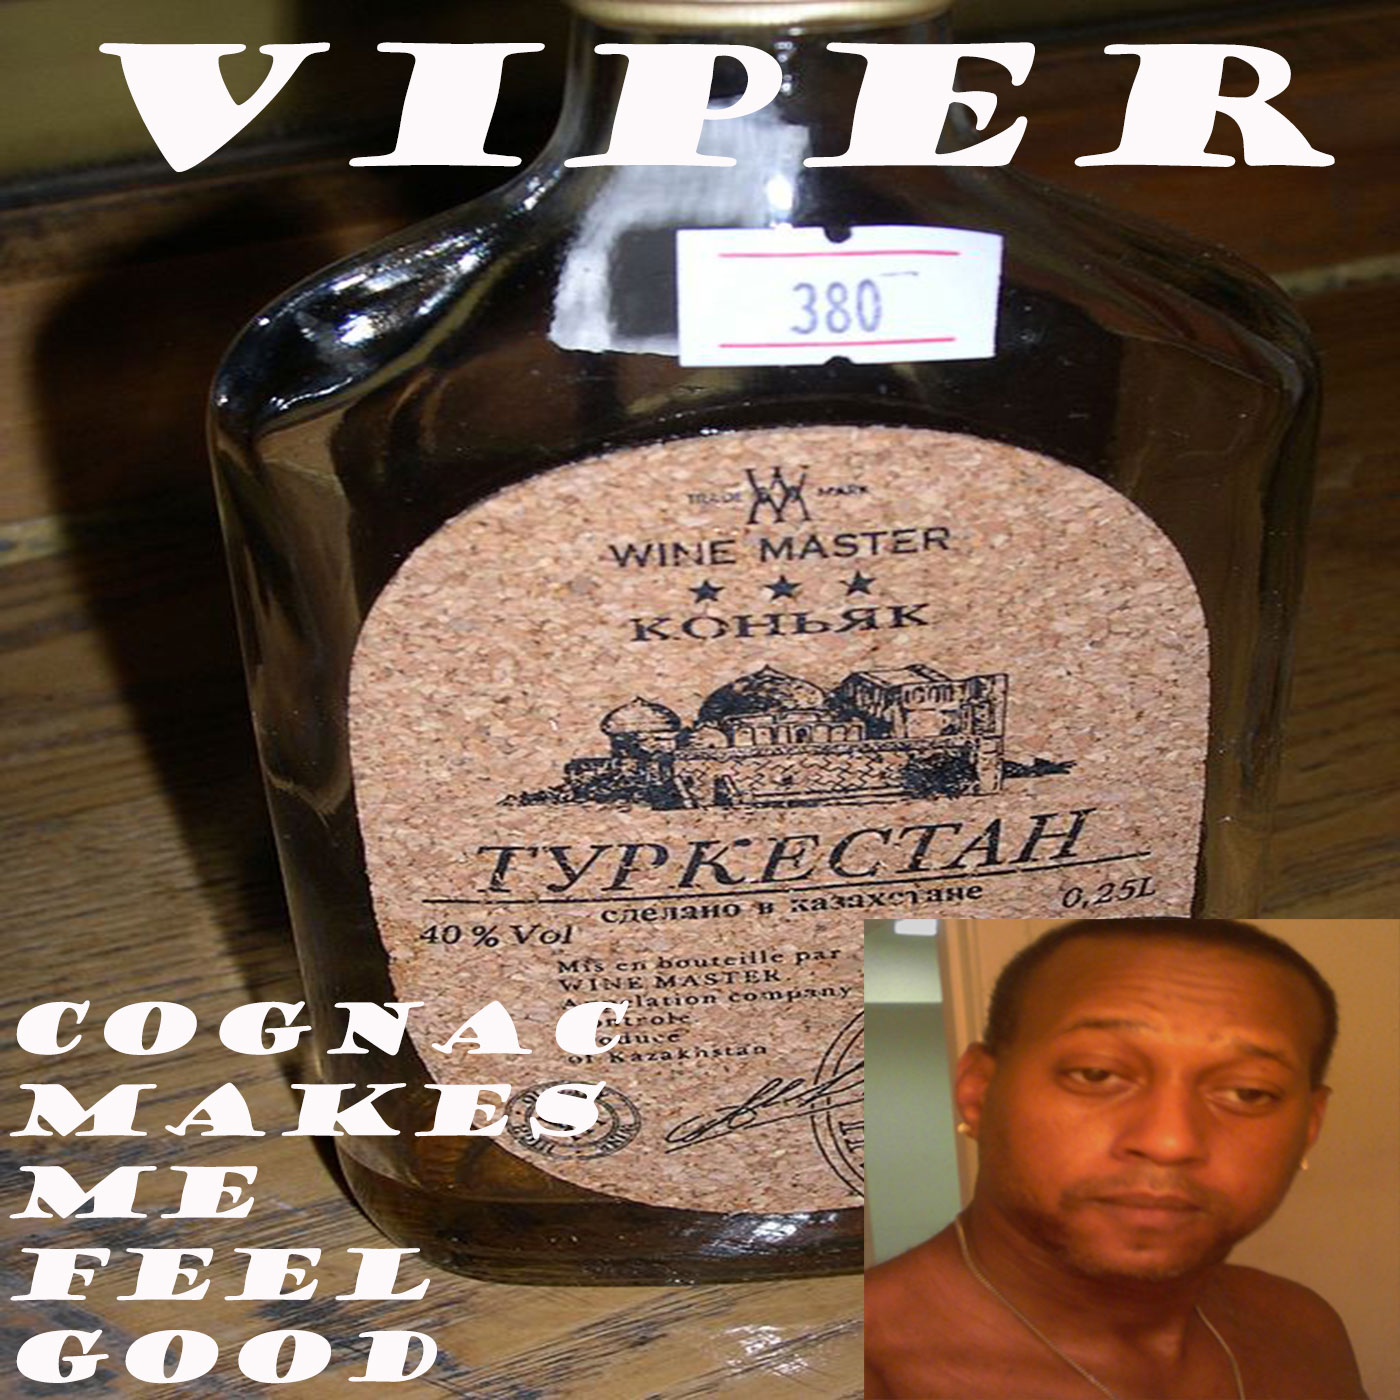 VIPER
380
TRADE MARK
WINE MASTER
КОНЬЯК
ТУРКЕСТАН
сделано в казахстане
0,25L
40 % Vol
Mis en bouteille par
WINE MASTER
company
of Kazakhstan
COGNAC
MAKES
ME
FEEL
GOOD